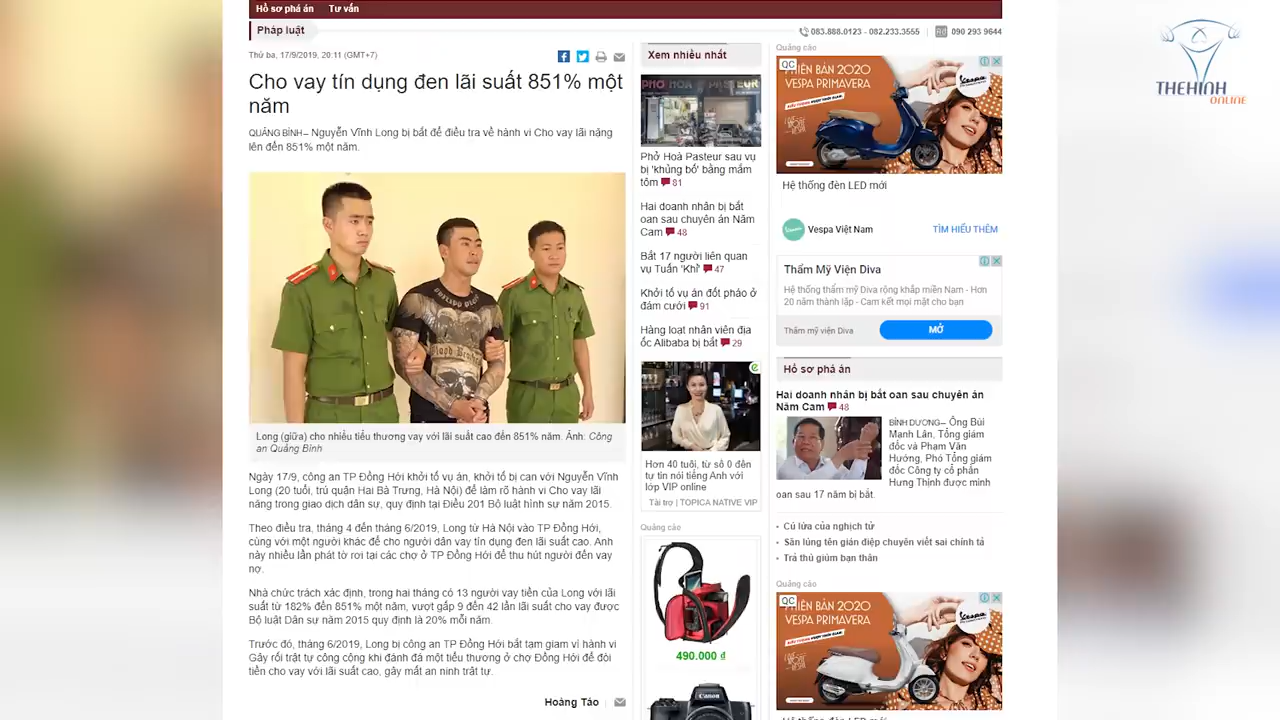 Hồ sơ phá án
Tư vấn
Pháp luật
083.888.0123 - 082.233.3555
090 293 9644
Thứ ba, 17/9/2019, 20:11 (GMT+7)
Cho vay tín dụng đen lãi suất 851% một
năm
QUẢNG BÌNH– Nguyễn Vĩnh Long bị bắt để điều tra về hành vi Cho vay lãi nặng
lên đến 851% một năm.
Long (giữa) cho nhiều tiểu thương vay với lãi suất cao đến 851% năm. Ảnh: Công
an Quảng Bình
Ngày 17/9, công an TP Đồng Hới khởi tố vụ án, khởi tố bị can với Nguyễn Vĩnh
Long (20 tuổi, trú quận Hai Bà Trưng, Hà Nội) để làm rõ hành vi Cho vay lãi
nặng trong giao dịch dân sự, quy định tại Điều 201 Bộ luật hình sự năm 2015.
Theo điều tra, tháng 4 đến tháng 6/2019, Long từ Hà Nội vào TP Đồng Hới,
cùng với một người khác để cho người dân vay tín dụng đen lãi suất cao. Anh
này nhiều lần phát tờ rơi tại các chợ ở TP Đồng Hới để thu hút người đến vay
nợ.
Nhà chức trách xác định, trong hai tháng có 13 người vay tiền của Long với lãi
suất từ 182% đến 851% một năm, vượt gấp 9 đến 42 lần lãi suất cho vay được
Bộ luật Dân sự năm 2015 quy định là 20% mỗi năm.
Trước đó, tháng 6/2019, Long bị công an TP Đồng Hới bắt tạm giam vì hành vi
Gây rối trật tự công cộng khi đánh đá một tiểu thương ở chợ Đồng Hới để đòi
tiền cho vay với lãi suất cao, gây mất an ninh trật tự.
Hoàng Táo
Xem nhiều nhất
PHỞ HOÀ PASTEUR
Phở Hoà Pasteur sau vụ
bị 'khủng bố' bằng mắm
tôm 81
Hai doanh nhân bị bắt
oan sau chuyên án Năm
Cam 48
Bắt 17 người liên quan
vụ Tuấn 'Khỉ' 47
Khởi tố vụ án đốt pháo ở
đám cưới 91
Hàng loạt nhân viên địa
ốc Alibaba bị bắt 29
Hơn 40 tuổi, từ số 0 đến
tự tin nói tiếng Anh với
lớp VIP online
Tài trợ | TOPICA NATIVE VIP
Quảng cáo
490.000 ₫
Canon
Quảng cáo
QC
PHIÊN BẢN 2020
VESPA PRIMAVERA
Vespa
Hệ thống đèn LED mới
Vespa Việt Nam
TÌM HIỂU THÊM
Thẩm Mỹ Viện Diva
Hệ thống thẩm mỹ Diva rộng khắp miền Nam - Hơn
20 năm thành lập - Cam kết mọi mặt cho bạn
Thẩm mỹ viện Diva
MỞ
Hồ sơ phá án
Hai doanh nhân bị bắt oan sau chuyên án
Năm Cam 48
BÌNH DƯƠNG– Ông Bùi
Mạnh Lân, Tổng giám
đốc và Phạm Văn
Hướng, Phó Tổng giám
đốc Công ty cổ phần
Hưng Thịnh được minh
oan sau 17 năm bị bắt.
Cú lừa của nghịch tử
Săn lùng tên gián điệp chuyên viết sai chính tả
Trả thù giùm bạn thân
Quảng cáo
QC
PHIÊN BẢN 2020
VESPA PRIMAVERA
Vespa
Hệ thống đèn LED mới
THEHINH
ONLINE